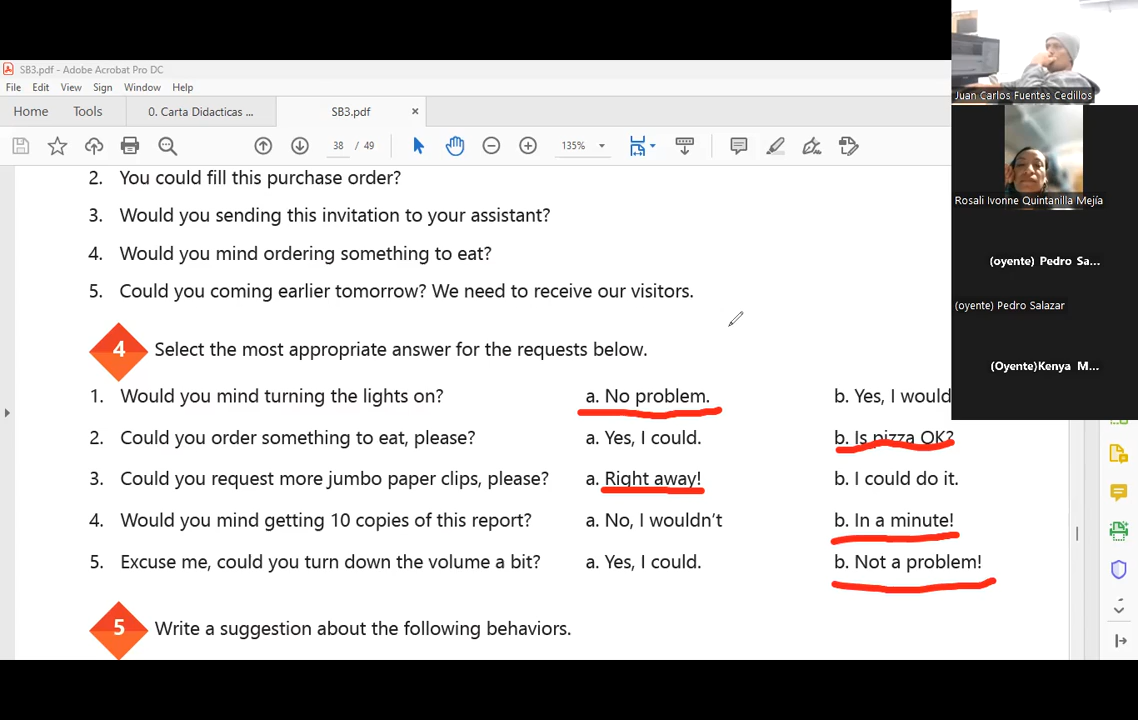 SB3.pdf - Adobe Acrobat Pro DC
File Edit View Sign Window Help
Home Tools 0. Carta Didacticas ... SB3.pdf ×
38 / 49 135%
2. You could fill this purchase order?
3. Would you sending this invitation to your assistant?
4. Would you mind ordering something to eat?
5. Could you coming earlier tomorrow? We need to receive our visitors.
4 Select the most appropriate answer for the requests below.
1. Would you mind turning the lights on? a. No problem. b. Yes, I would
2. Could you order something to eat, please? a. Yes, I could. b. Is pizza OK?
3. Could you request more jumbo paper clips, please? a. Right away! b. I could do it.
4. Would you mind getting 10 copies of this report? a. No, I wouldn't b. In a minute!
5. Excuse me, could you turn down the volume a bit? a. Yes, I could. b. Not a problem!
5 Write a suggestion about the following behaviors.
Juan Carlos Fuentes Cedillos
Rosali Ivonne Quintanilla Mejía
(oyente) Pedro Sa...
(oyente) Pedro Salazar
(Oyente)Kenya M...